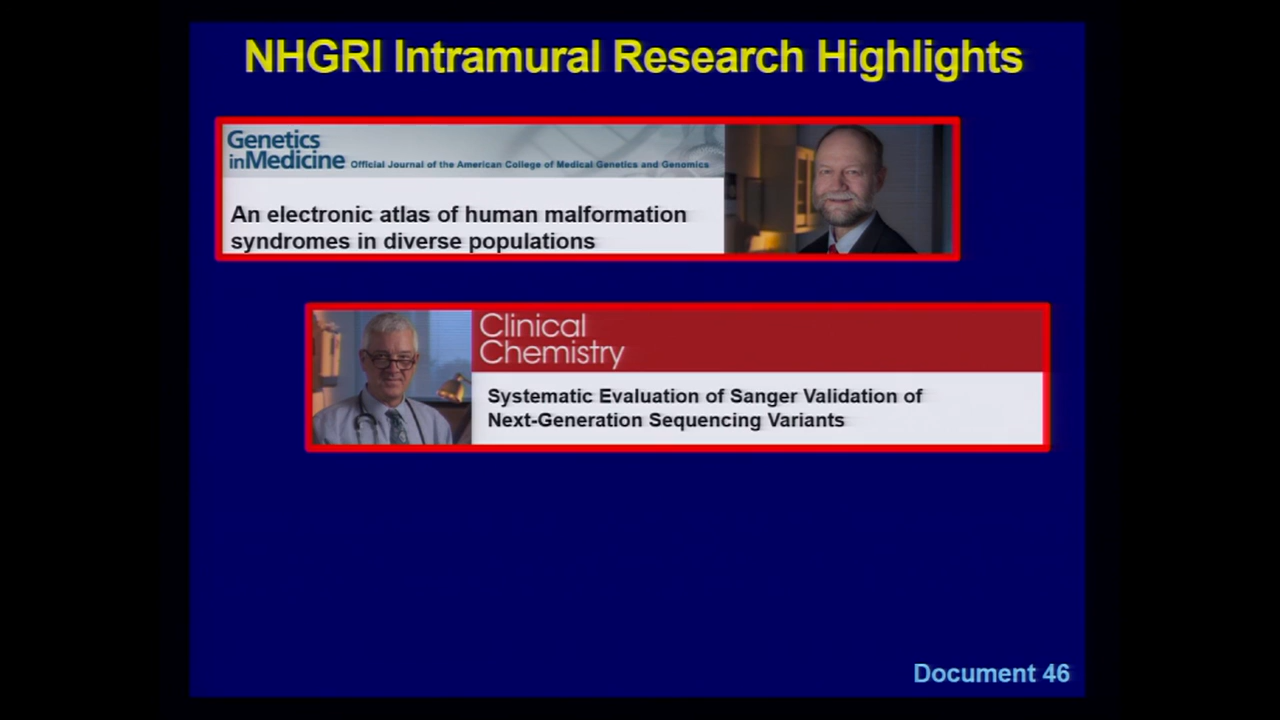 NHGRI Intramural Research Highlights
Genetics
inMedicine Official Journal of the American College of Medical Genetics and Genomics
An electronic atlas of human malformation
syndromes in diverse populations
Clinical
Chemistry
Systematic Evaluation of Sanger Validation of
Next-Generation Sequencing Variants
Document 46